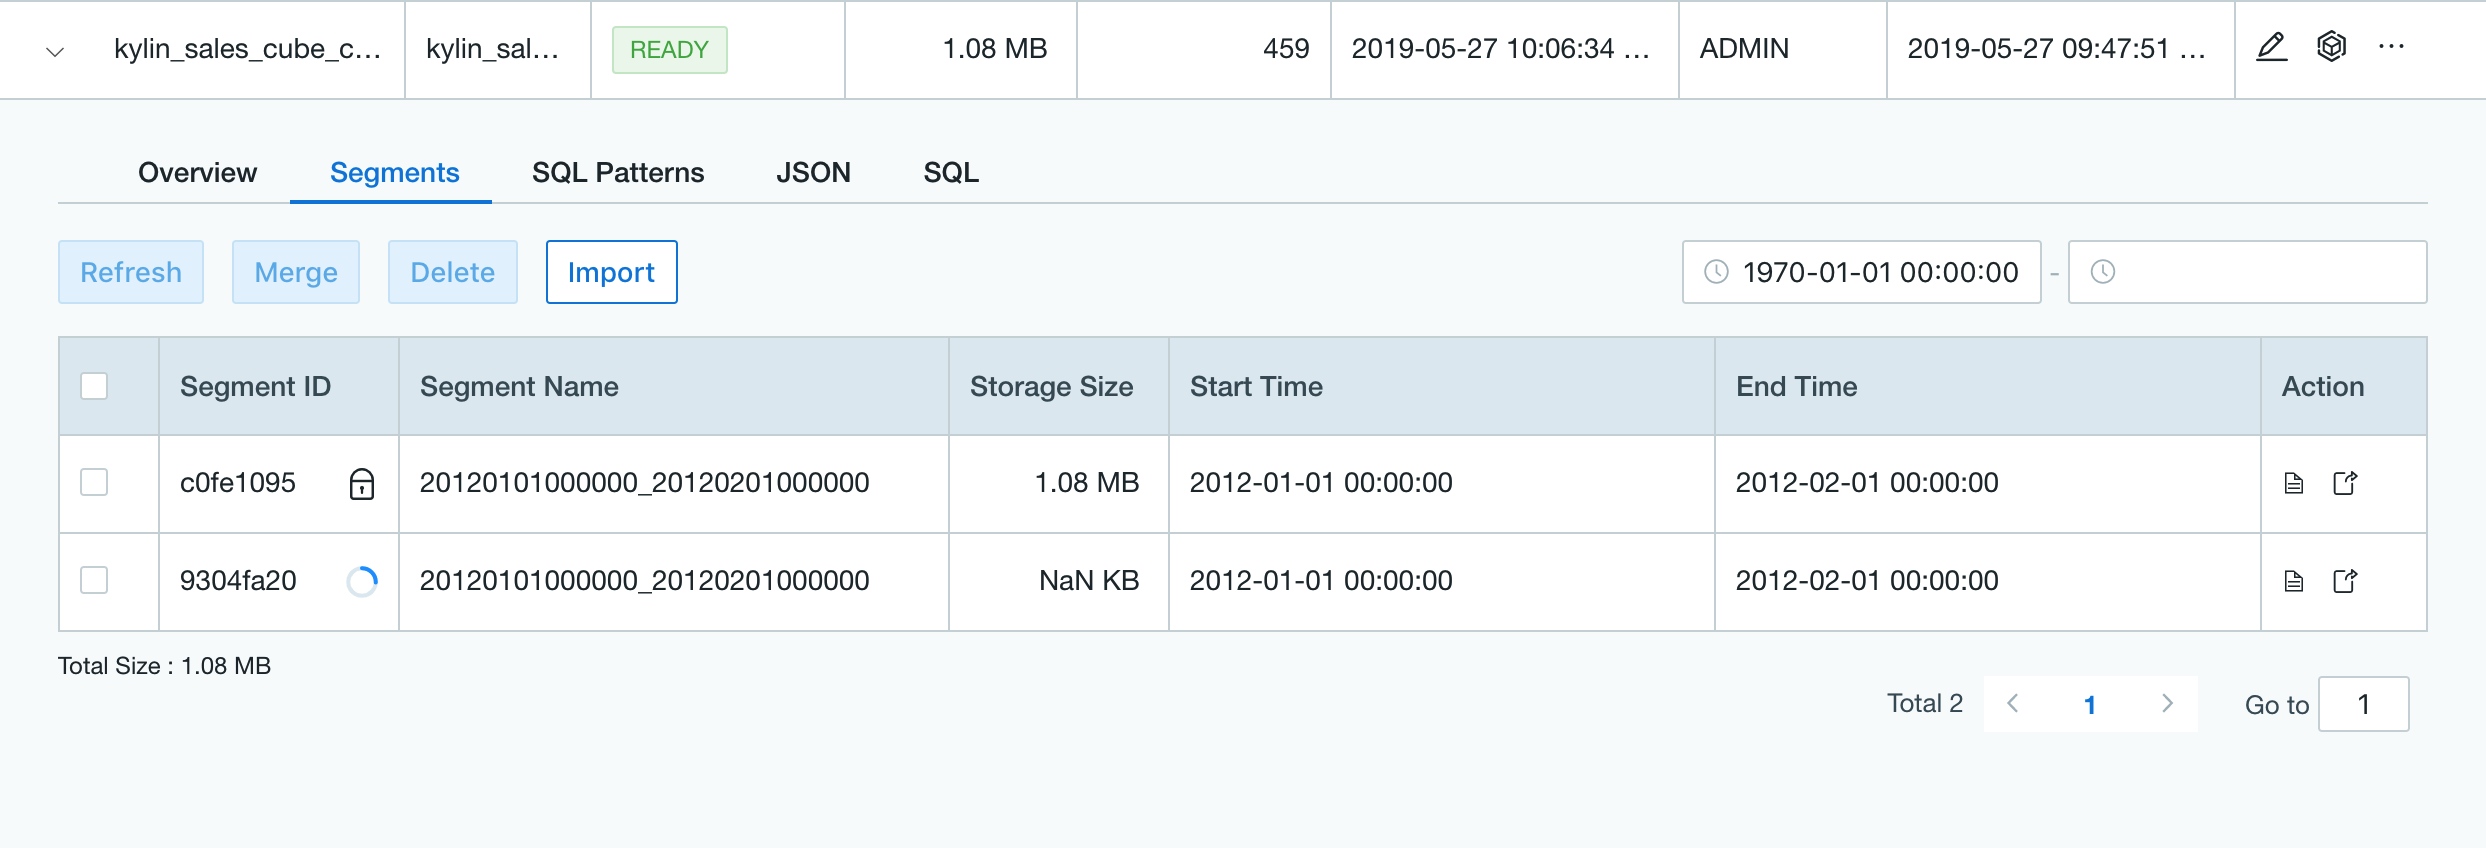 kylin_sales_cube_c... kylin_sal... READY 1.08 MB 459 2019-05-27 10:06:34 ... ADMIN 2019-05-27 09:47:51 ...
Overview Segments SQL Patterns JSON SQL
Refresh Merge Delete Import 1970-01-01 00:00:00 -
Segment ID Segment Name Storage Size Start Time End Time Action
c0fe1095 20120101000000_20120201000000 1.08 MB 2012-01-01 00:00:00 2012-02-01 00:00:00
9304fa20 20120101000000_20120201000000 NaN KB 2012-01-01 00:00:00 2012-02-01 00:00:00
Total Size : 1.08 MB
Total 2 1 Go to 1